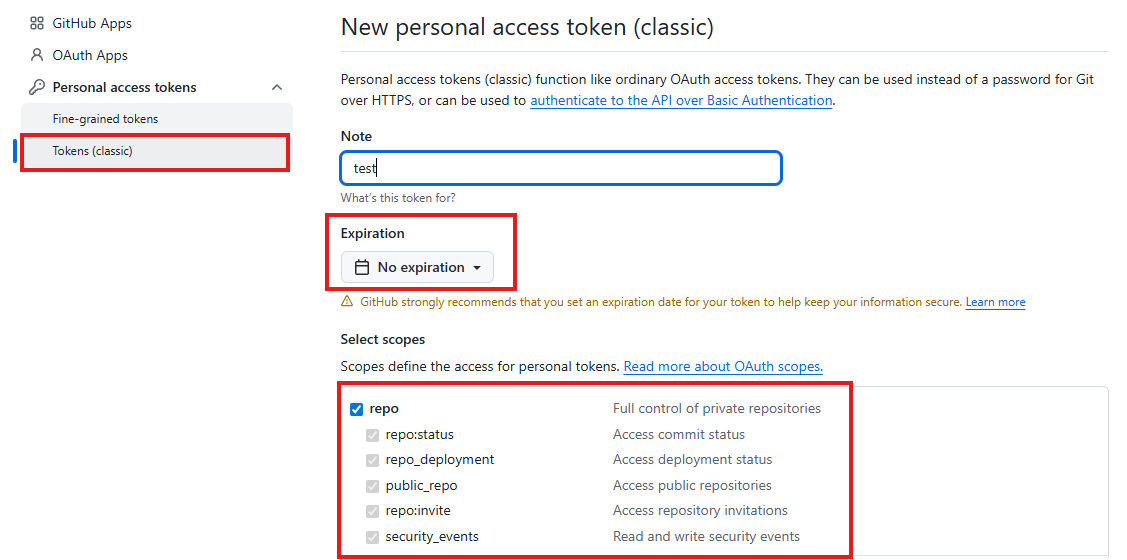 GitHub Apps
OAuth Apps
Personal access tokens
Fine-grained tokens
Tokens (classic)
New personal access token (classic)
Personal access tokens (classic) function like ordinary OAuth access tokens. They can be used instead of a password for Git
over HTTPS, or can be used to authenticate to the API over Basic Authentication.
Note
test
What's this token for?
Expiration
No expiration
GitHub strongly recommends that you set an expiration date for your token to help keep your information secure. Learn more
Select scopes
Scopes define the access for personal tokens. Read more about OAuth scopes.
repo Full control of private repositories
repo:status Access commit status
repo_deployment Access deployment status
public_repo Access public repositories
repo:invite Access repository invitations
security_events Read and write security events